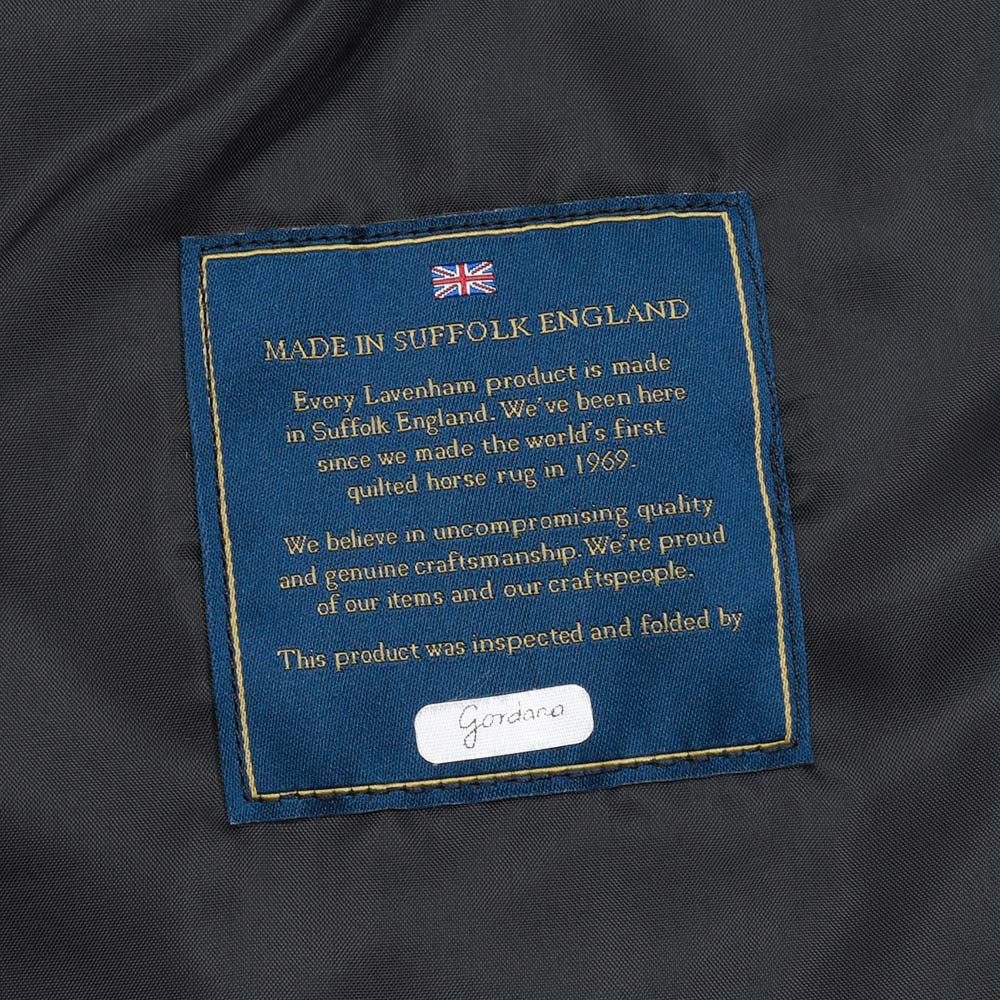 MADE IN SUFFOLK ENGLAND
Every Lavenham product is made
in Suffolk England. We've been here
since we made the world's first
quilted horse rug in 1969.
We believe in uncompromising quality
and genuine craftsmanship. We're proud
of our items and our craftspeople.
This product was inspected and folded by
Gordana